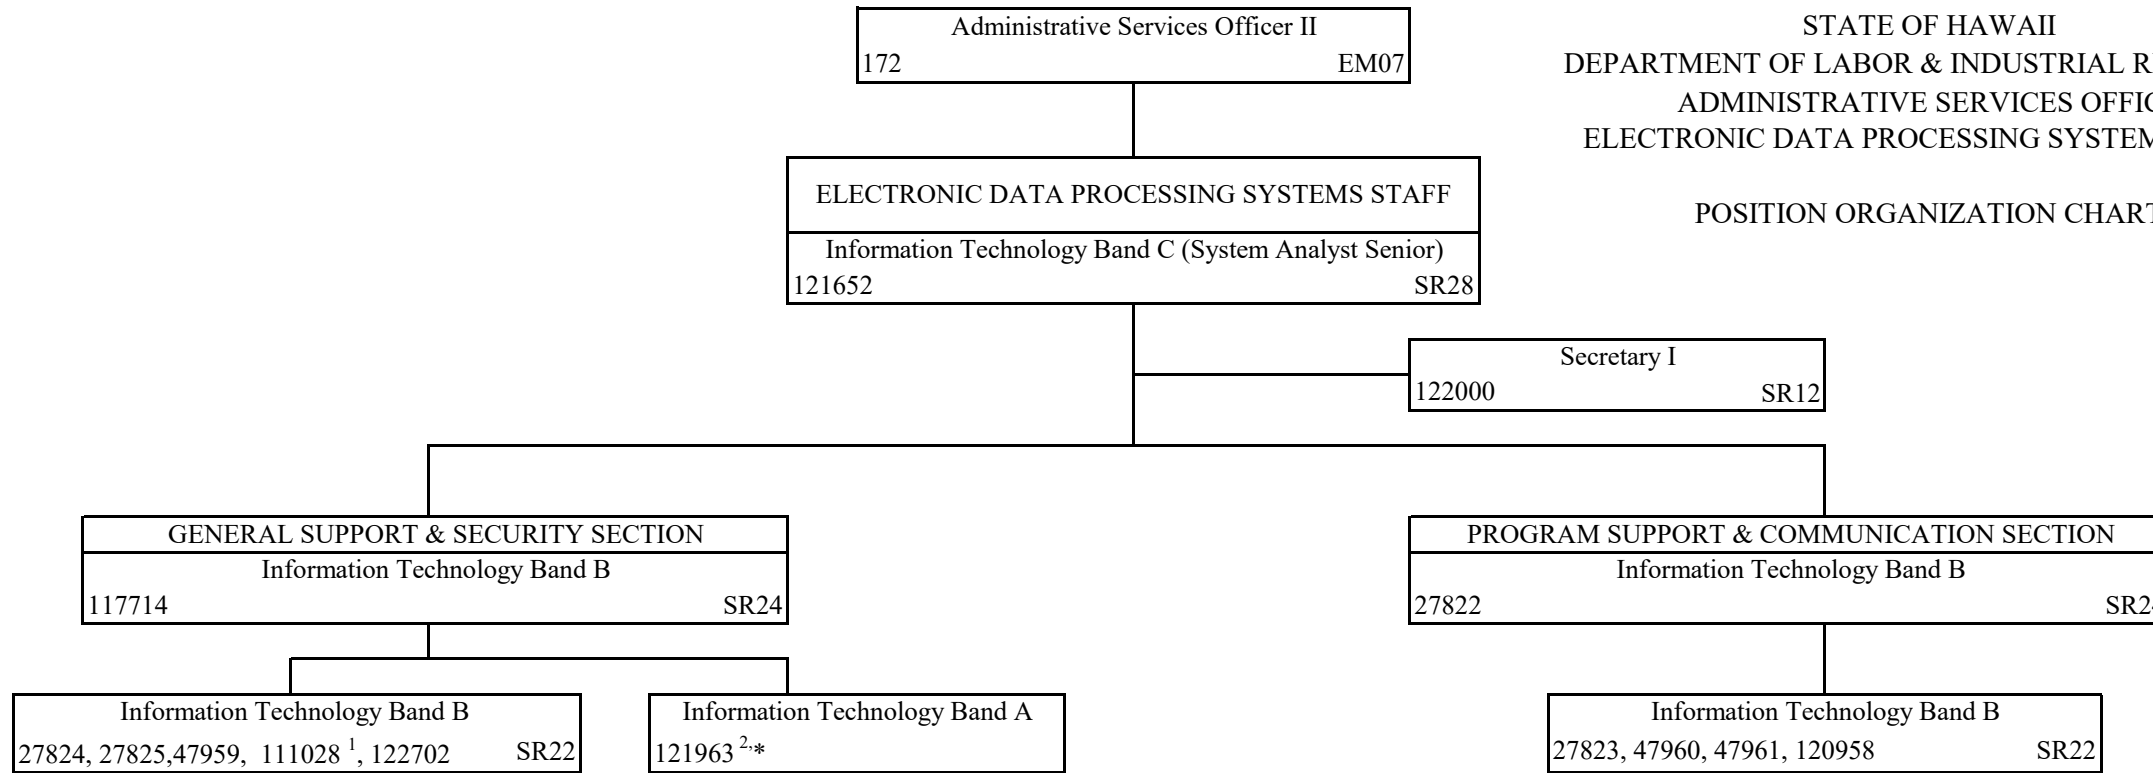 Administrative Services Officer II
172 EM07
STATE OF HAWAII
DEPARTMENT OF LABOR & INDUSTRIAL
ADMINISTRATIVE SERVICES
ELECTRONIC DATA PROCESSING
POSITION ORGANIZATION CHART
ELECTRONIC DATA PROCESSING SYSTEMS STAFF
Information Technology Band C (System Analyst Senior)
121652 SR28
Secretary I
122000 SR12
GENERAL SUPPORT & SECURITY SECTION
Information Technology Band B
117714 SR24
PROGRAM SUPPORT & COMMUNICATION SECTION
Information Technology Band B
27822
Information Technology Band B
27824, 27825,47959, 111028 ¹, 122702 SR22
Information Technology Band A
121963 ²,*
Information Technology Band B
27823, 47960, 47961, 120958 SR22